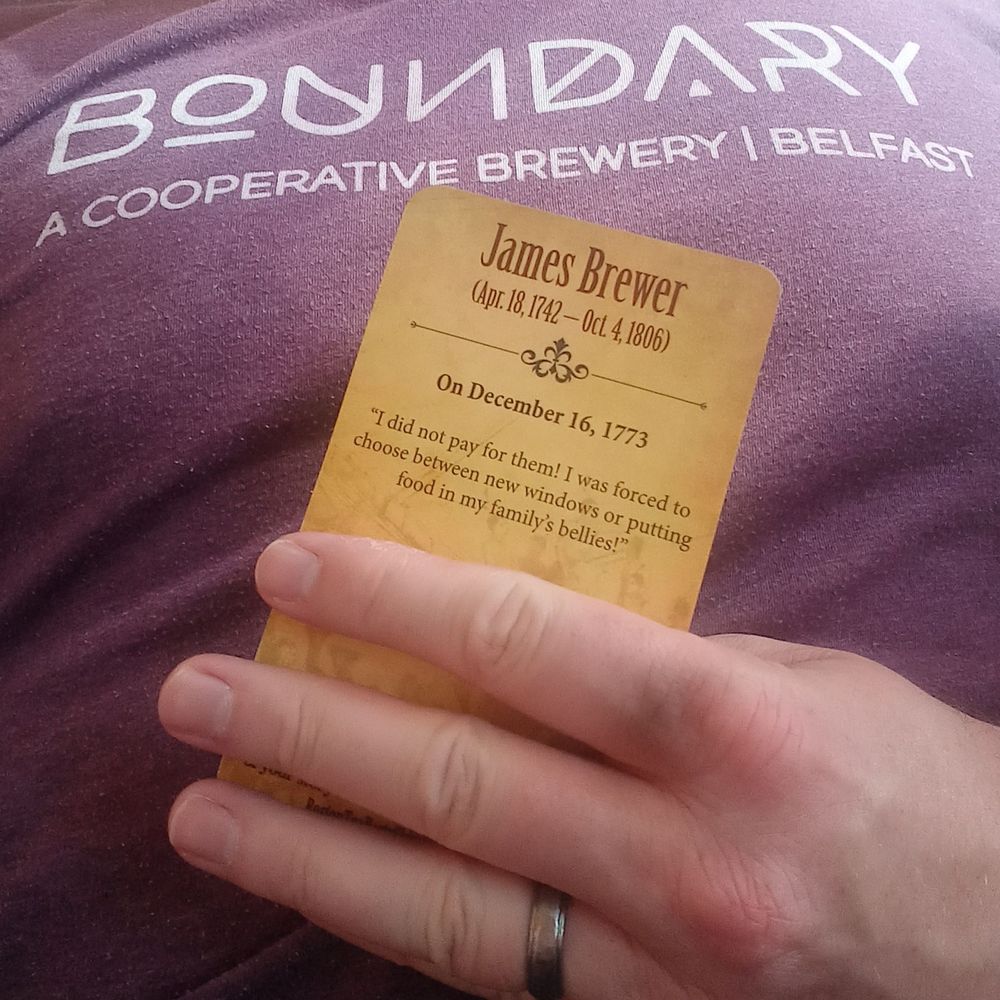 BOUNDARY
A COOPERATIVE BREWERY | BELFAST
James Brewer
(Apr. 18, 1742 – Oct. 4, 1806)
On December 16, 1773
“I did not pay for them! I was forced to
choose between new windows or putting
food in my family’s bellies!”